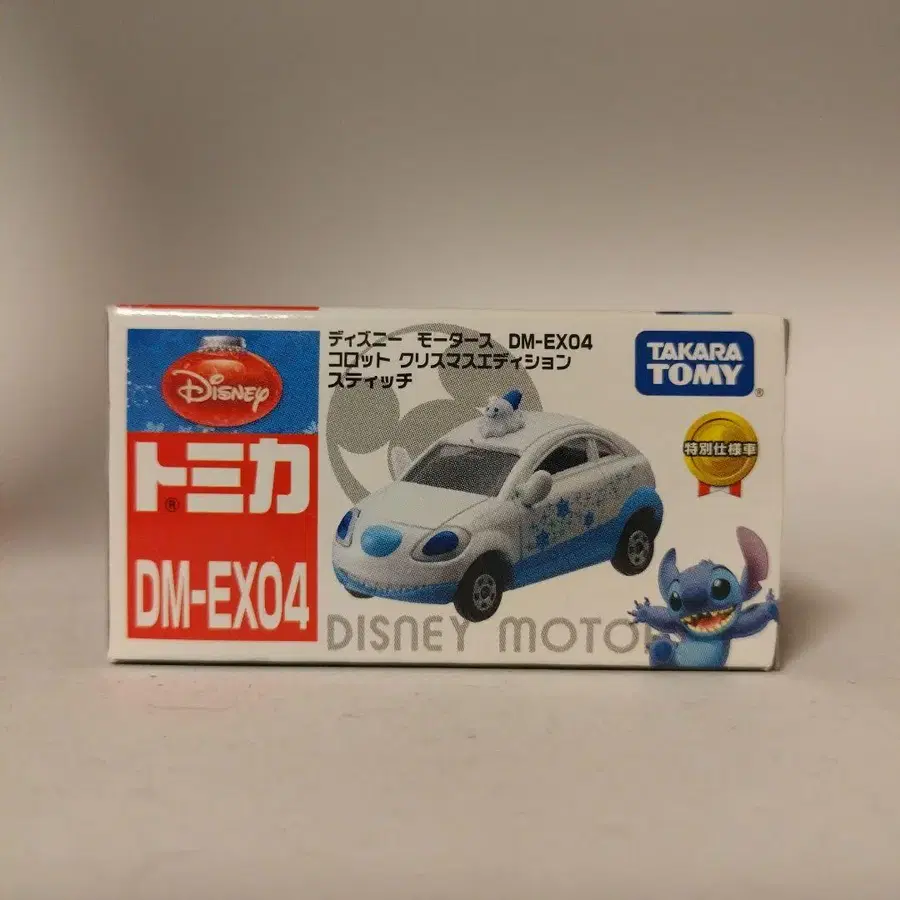 Disney
トミカ
®
DM-EX04
ディズニー モータース DM-EX04
コロット クリスマスエディション
スティッチ
TAKARA
TOMY
®
特別仕様車
DISNEY MOTOR